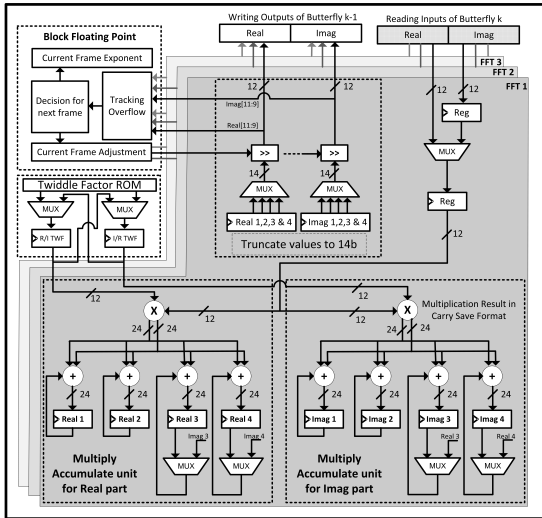 Writing Outputs of Butterfly k-1
Reading Inputs of Butterfly k
Real
Imag
Real
Imag
FFT 3
FFT 2
FFT 1
Block Floating Point
Current Frame Exponent
Decision for
next frame
Tracking
Overflow
Current Frame Adjustment
12
12
12
12
Imag[11:9]
Real[11:9]
Reg
MUX
Reg
12
>>
>>
14
14
MUX
MUX
Real 1,2,3 & 4
Imag 1,2,3 & 4
Truncate values to 14b
Twiddle Factor ROM
MUX
MUX
R/I TWF
I/R TWF
12
12
X
X
12
12
Multiplication Result in
Carry Save Format
24
24
24
24
+
+
+
+
+
+
+
+
24
24
24
24
24
24
24
24
Real 1
Real 2
Real 3
Real 4
Imag 1
Imag 2
Imag 3
Imag 4
Imag 3
Imag 4
Real 3
Real 4
MUX
MUX
MUX
MUX
Multiply
Accumulate unit
for Real part
Multiply
Accumulate unit
for Imag part